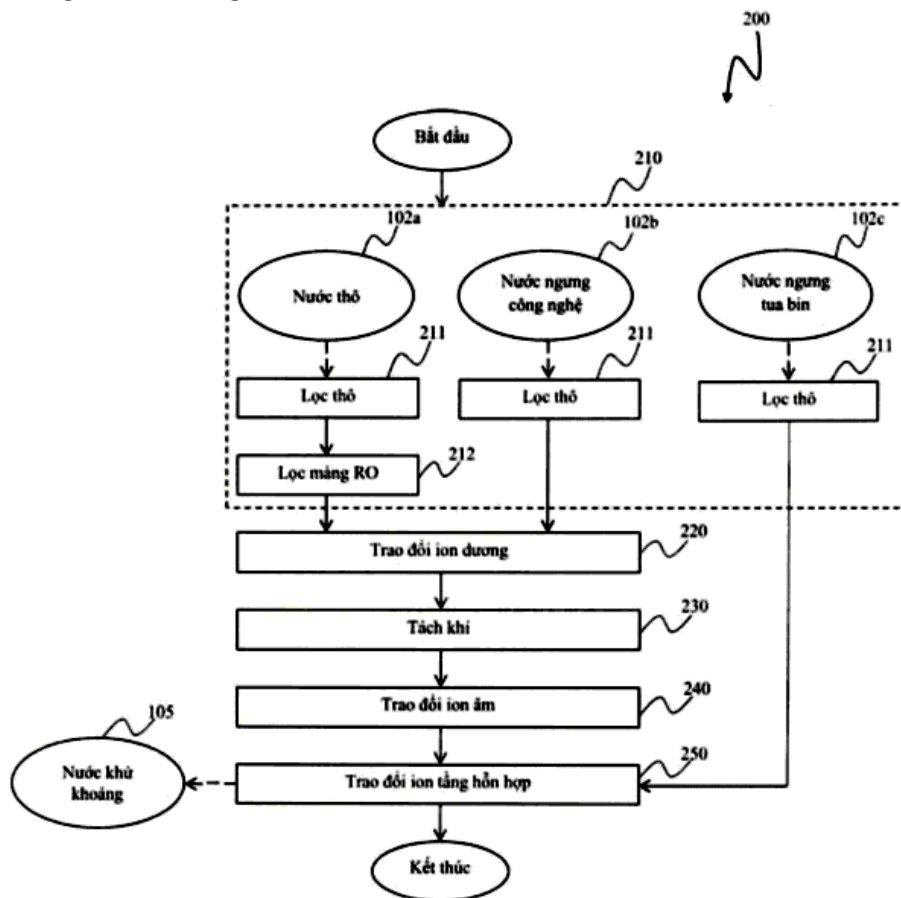 200
Bắt đầu
210
102a
102b
102c
Nước thô
Nước ngưng
công nghệ
Nước ngưng
tua bin
211
211
211
Lọc thô
Lọc thô
Lọc thô
212
Lọc màng RO
220
Trao đổi ion dương
230
Tách khí
240
Trao đổi ion âm
105
250
Nước khử
khoáng
Trao đổi ion tầng hỗn hợp
Kết thúc